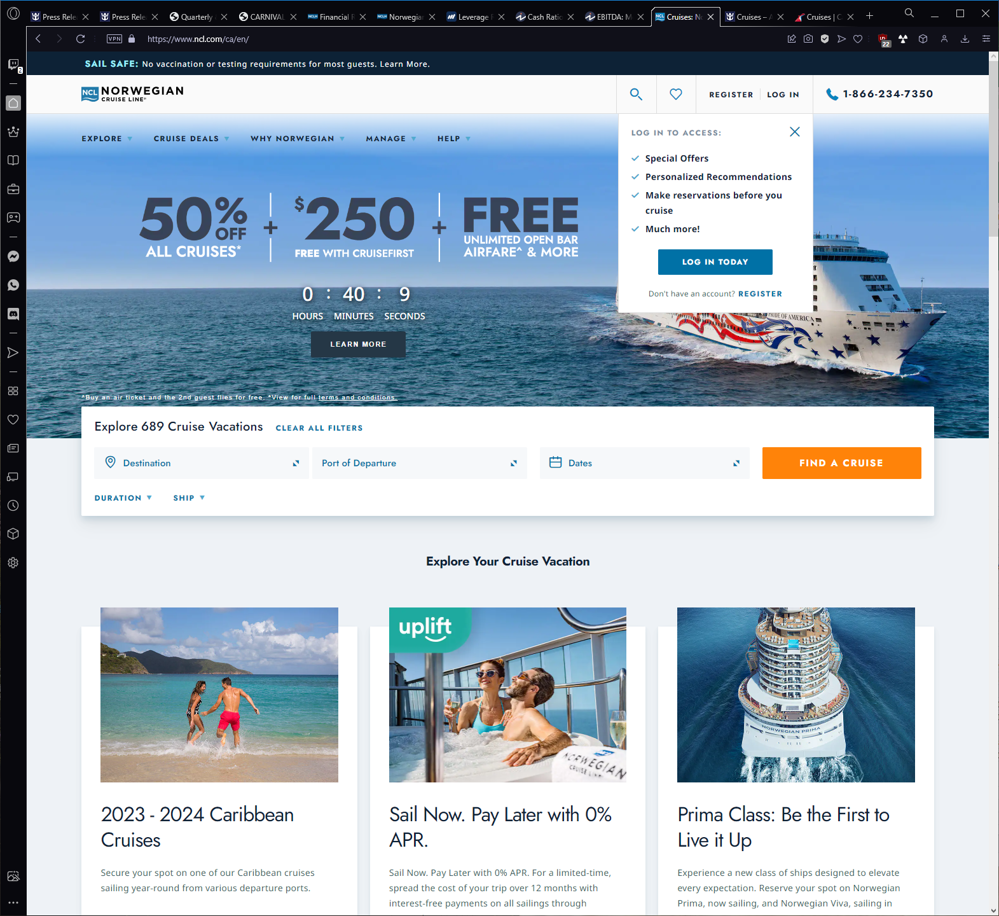 Press Rele
Press Rele
Quarterly
CARNIVAL
Financial R
Norwegian
Leverage
Cash Ratio
EBITDA: M
Cruises: No
Cruises – A
Cruises | C
VPN
https://www.ncl.com/ca/en/
22
2
SAIL SAFE: No vaccination or testing requirements for most guests. Learn More.
NCL NORWEGIAN
CRUISE LINE®
REGISTER
LOG IN
1-866-234-7350
EXPLORE
CRUISE DEALS
WHY NORWEGIAN
MANAGE
HELP
LOG IN TO ACCESS:
Special Offers
Personalized Recommendations
Make reservations before you
cruise
Much more!
LOG IN TODAY
Don't have an account? REGISTER
50% OFF
ALL CRUISES*
+
$250
FREE WITH CRUISEFIRST
+
FREE
UNLIMITED OPEN BAR
AIRFARE^ & MORE
0 : 40 : 9
HOURS MINUTES SECONDS
LEARN MORE
PRIDE OF AMERICA
^Buy an air ticket and the 2nd guest flies for free. *View for full terms and conditions.
Explore 689 Cruise Vacations
CLEAR ALL FILTERS
Destination
Port of Departure
Dates
FIND A CRUISE
DURATION
SHIP
Explore Your Cruise Vacation
uplift
NORWEGIAN
CRUISE LINE
NORWEGIAN PRIMA
2023 - 2024 Caribbean
Cruises
Secure your spot on one of our Caribbean cruises
sailing year-round from various departure ports.
Sail Now. Pay Later with 0%
APR.
Sail Now. Pay Later with 0% APR. For a limited-time,
spread the cost of your trip over 12 months with
interest-free payments on all sailings through
Prima Class: Be the First to
Live it Up
Experience a new class of ships designed to elevate
every expectation. Reserve your spot on Norwegian
Prima, now sailing, and Norwegian Viva, sailing in